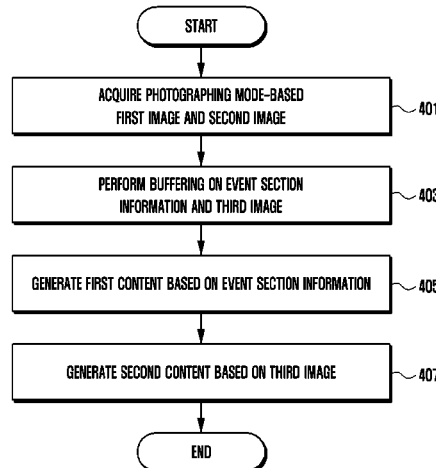 START
ACQUIRE PHOTOGRAPHING MODE-BASED
FIRST IMAGE AND SECOND IMAGE
401
PERFORM BUFFERING ON EVENT SECTION
INFORMATION AND THIRD IMAGE
403
GENERATE FIRST CONTENT BASED ON EVENT SECTION INFORMATION
405
GENERATE SECOND CONTENT BASED ON THIRD IMAGE
407
END